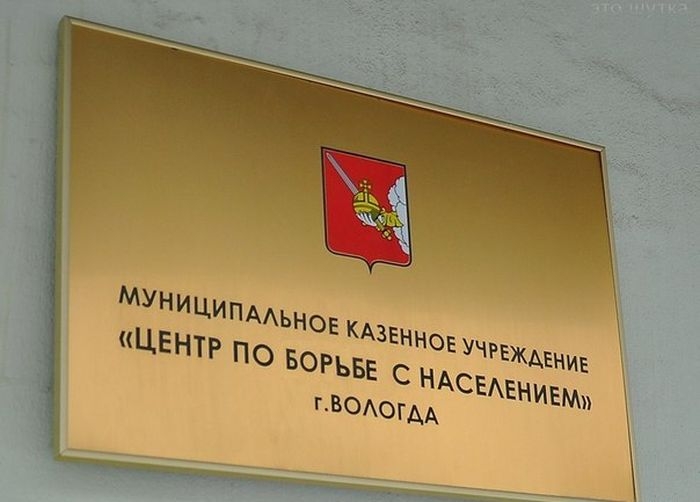 это шутка
МУНИЦИПАЛЬНОЕ КАЗЕННОЕ УЧРЕЖДЕНИЕ
«ЦЕНТР ПО БОРЬБЕ С НАСЕЛЕНИЕМ»
г.ВОЛОГДА